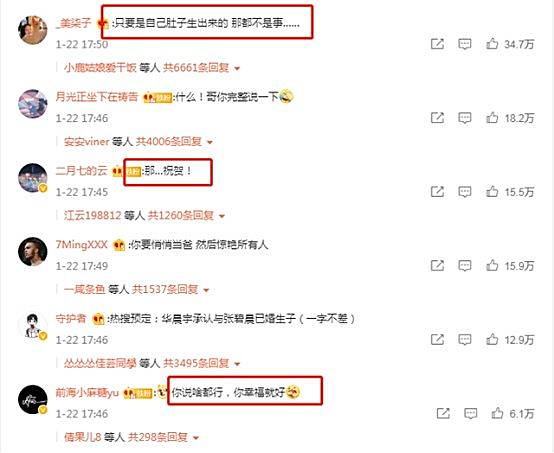 _美柒子:只要是自己肚子生出来的 那都不是事……
1-22 17:50 34.7万
小鹿姑娘爱干饭 等人 共6661条回复
月光正坐下在祷告 铁粉:什么!哥你完整说一下
1-22 17:46 18.2万
安安viner 等人 共4006条回复
二月七的云 铁粉:那...祝贺!
1-22 17:45 15.5万
江云198812 等人 共1260条回复
7MingXXX:你要悄悄当爸 然后惊艳所有人
1-22 17:49 15.9万
一咸条鱼 等人 共1537条回复
守护者:热搜预定:华晨宇承认与张碧晨已婚生子(一字不差)
1-22 17:46 12.9万
怂怂怂佳芸同學 等人 共3495条回复
前海小麻糖yu 铁粉:你说啥都行,你幸福就好
1-22 17:46 6.1万
倩果儿8 等人 共298条回复